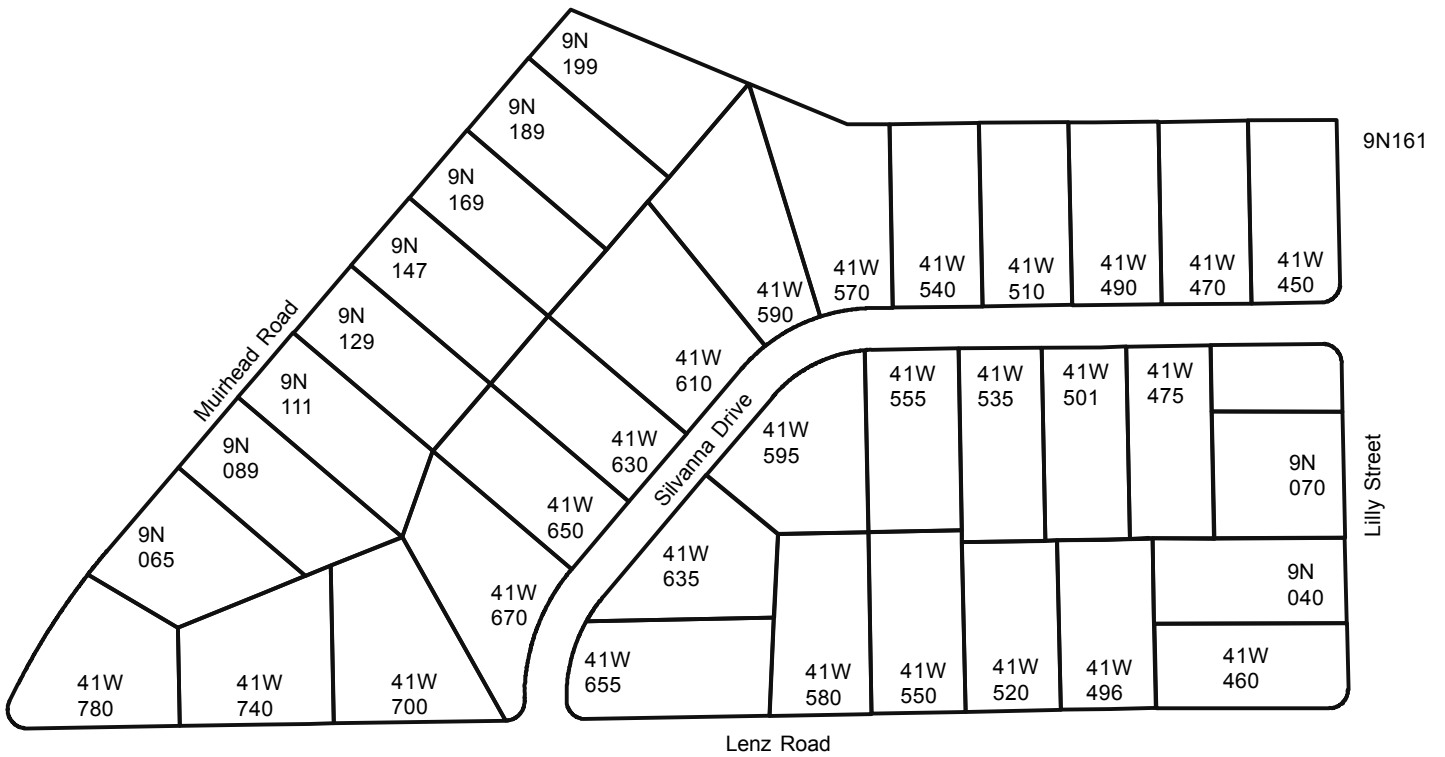 9N
199
9N
189
9N
169
9N
147
9N
129
9N
111
9N
089
9N
065
Muirhead Road
41W
780
41W
740
41W
700
41W
670
41W
650
41W
630
41W
610
41W
590
41W
570
41W
540
41W
510
41W
490
41W
470
41W
450
9N161
Silvanna Drive
41W
595
41W
555
41W
535
41W
501
41W
475
9N
070
Lilly Street
41W
635
41W
655
41W
580
41W
550
41W
520
41W
496
9N
040
41W
460
Lenz Road